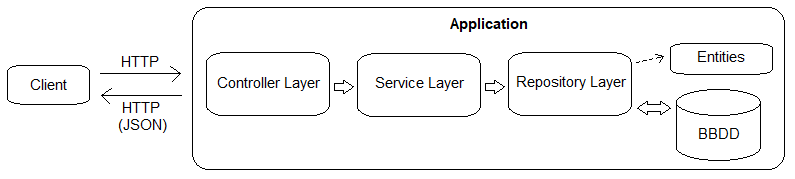 Application
HTTP
Client
HTTP
(JSON)
Controller Layer
Service Layer
Repository Layer
Entities
BBDD